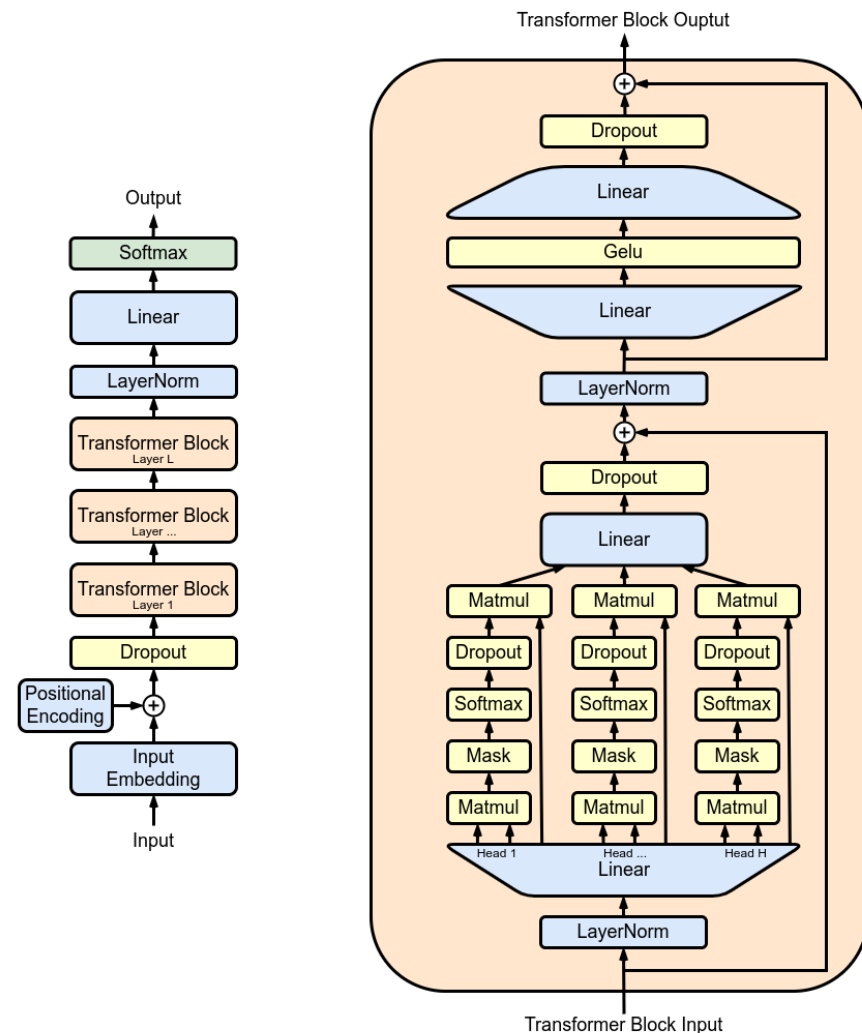 Output
Softmax
Linear
LayerNorm
Transformer Block
Layer L
Transformer Block
Layer ...
Transformer Block
Layer 1
Dropout
Positional
Encoding
+
Input
Embedding
Input
Transformer Block Ouptut
+
Dropout
Linear
Gelu
Linear
LayerNorm
+
Dropout
Linear
Matmul Matmul Matmul
Dropout Dropout Dropout
Softmax Softmax Softmax
Mask Mask Mask
Matmul Matmul Matmul
Head 1 Head ... Head H
Linear
LayerNorm
Transformer Block Input